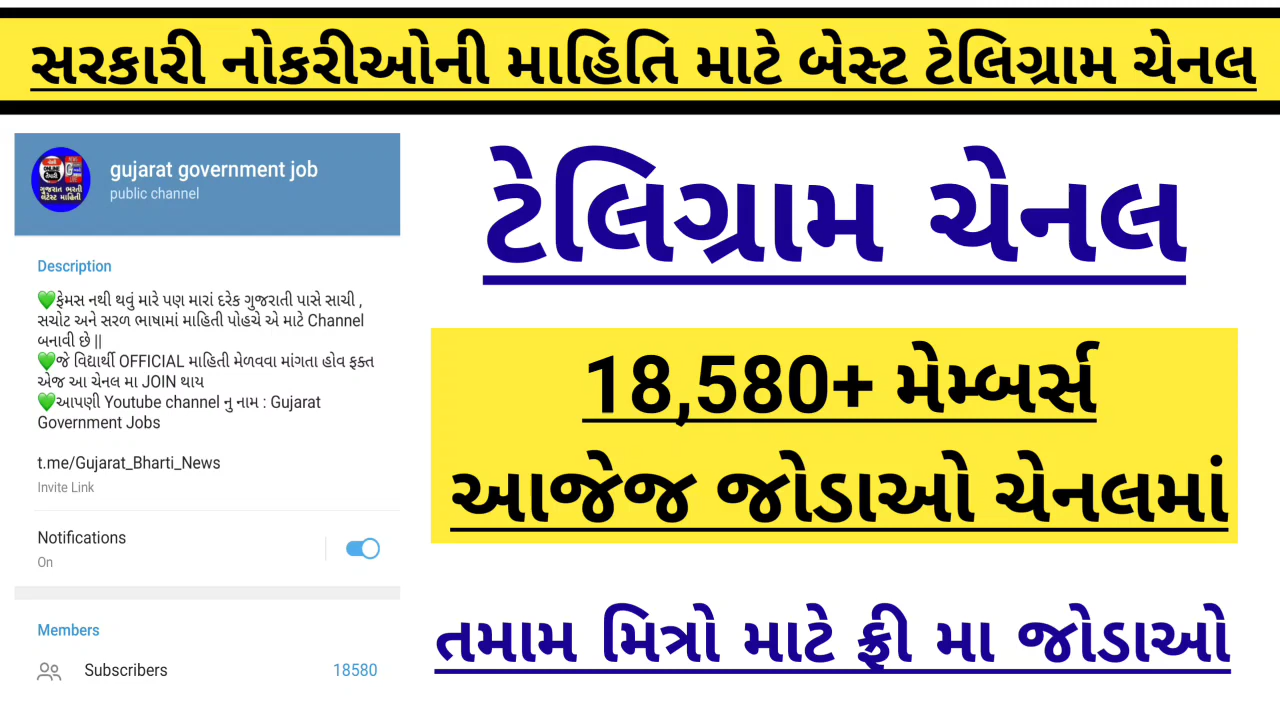 સરકારી નોકરીઓની માહિતિ માટે બેસ્ટ ટેલિગ્રામ ચેનલ
gujarat government job
public channel
ગુજરાત ભરતી
લેટેસ્ટ માહિતી
Description
💚ફેમસ નથી થવું મારે પણ મારાં દરેક ગુજરાતી પાસે સાચી ,
સચોટ અને સરળ ભાષામાં માહિતી પોહચે એ માટે Channel
બનાવી છે ||
💚જે વિદ્યાર્થી OFFICIAL માહિતી મેળવવા માંગતા હોવ ફક્ત
એજ આ ચેનલ મા JOIN થાય
💚આપણી Youtube channel નુ નામ : Gujarat
Government Jobs
t.me/Gujarat_Bharti_News
Invite Link
Notifications
On
Members
Subscribers 18580
ટેલિગ્રામ ચેનલ
18,580+ મેમ્બર્સ
આજેજ જોડાઓ ચેનલમાં
તમામ મિત્રો માટે ફ્રી મા જોડાઓ